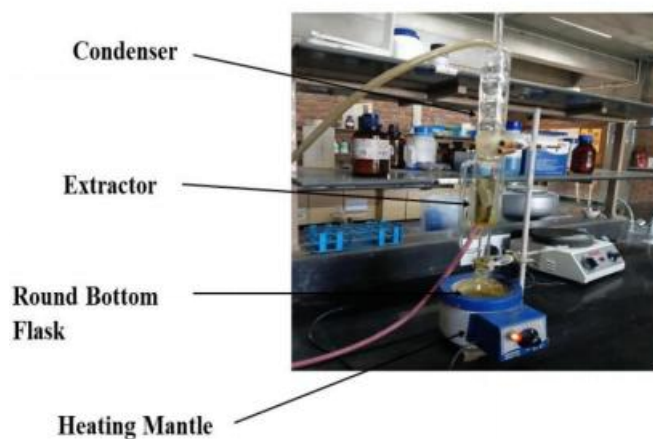 Condenser
Extractor
Round Bottom
Flask
Heating Mantle